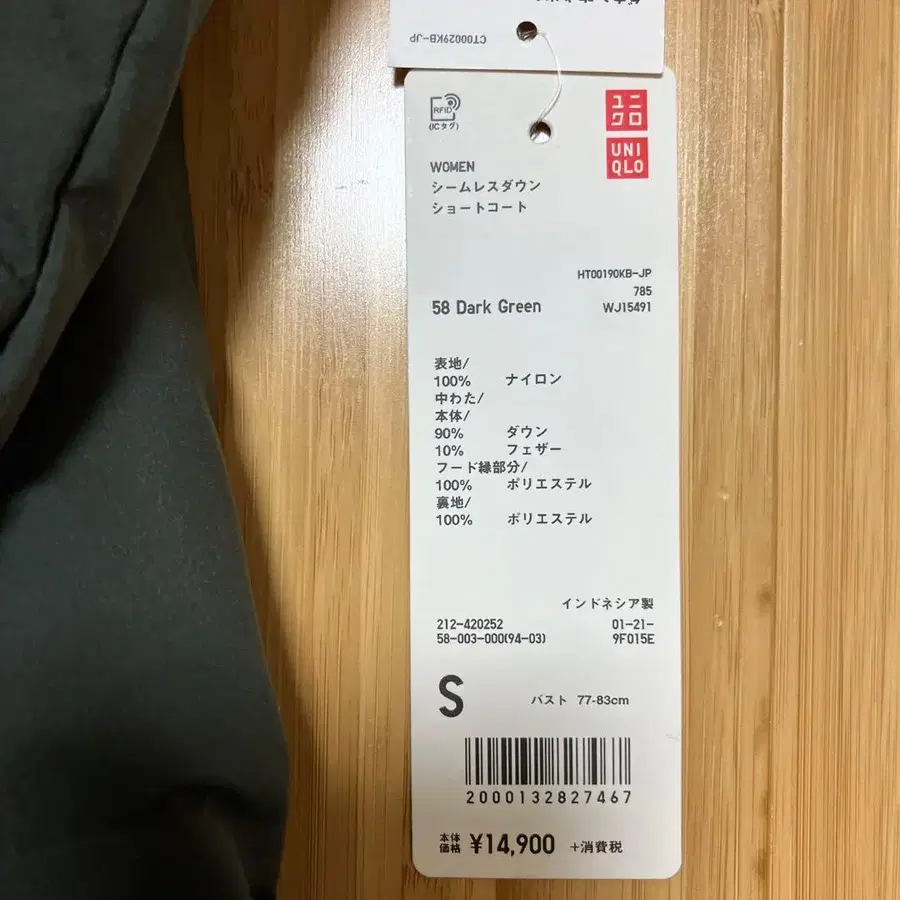 CT00029KB-JP
RFID
(ICタグ)
ユニ
クロ
UNI
QLO
WOMEN
シームレスダウン
ショートコート
HT00190KB-JP
785
58 Dark Green
WJ15491
表地/
100% ナイロン
中わた/
本体/
90% ダウン
10% フェザー
フード縁部分/
100% ポリエステル
裏地/
100% ポリエステル
インドネシア製
212-420252 01-21-
58-003-000(94-03) 9F015E
S バスト 77-83cm
2000132827467
本体
価格 ¥14,900 +消費税